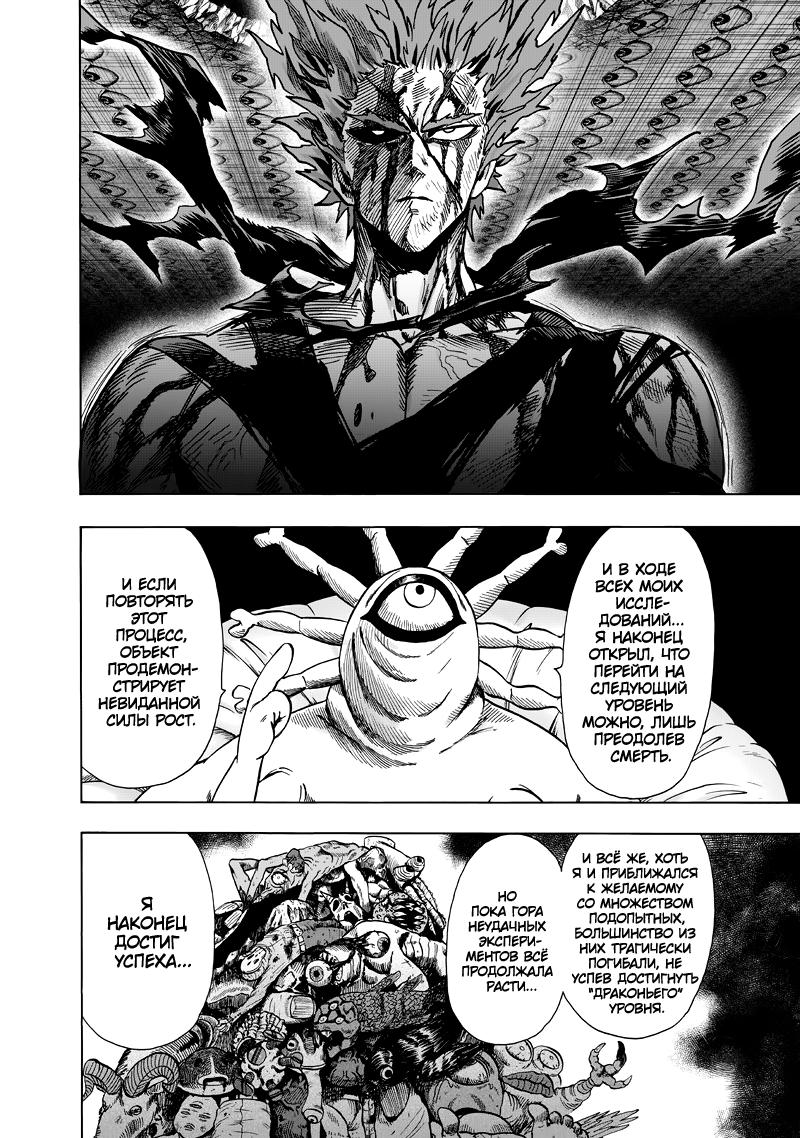 И В ХОДЕ
ВСЕХ МОИХ
ИССЛЕ-
ДОВАНИЙ...
Я НАКОНЕЦ
ОТКРЫЛ, ЧТО
ПЕРЕЙТИ НА
СЛЕДУЮЩИЙ
УРОВЕНЬ
МОЖНО, ЛИШЬ
ПРЕОДОЛЕВ
СМЕРТЬ.
И ЕСЛИ
ПОВТОРЯТЬ
ЭТОТ
ПРОЦЕСС,
ОБЪЕКТ
ПРОДЕМОН-
СТРИРУЕТ
НЕВИДАННОЙ
СИЛЫ РОСТ.
И ВСЁ ЖЕ, ХОТЬ
Я И ПРИБЛИЖАЛСЯ
К ЖЕЛАЕМОМУ
СО МНОЖЕСТВОМ
ПОДОПЫТНЫХ,
БОЛЬШИНСТВО ИЗ
НИХ ТРАГИЧЕСКИ
ПОГИБАЛИ, НЕ
УСПЕВ ДОСТИГНУТЬ
"ДРАКОНЬЕГО"
УРОВНЯ.
НО
ПОКА ГОРА
НЕУДАЧНЫХ
ЭКСПЕРИ-
МЕНТОВ ВСЁ
ПРОДОЛЖАЛА
РАСТИ...
Я
НАКОНЕЦ
ДОСТИГ
УСПЕХА...